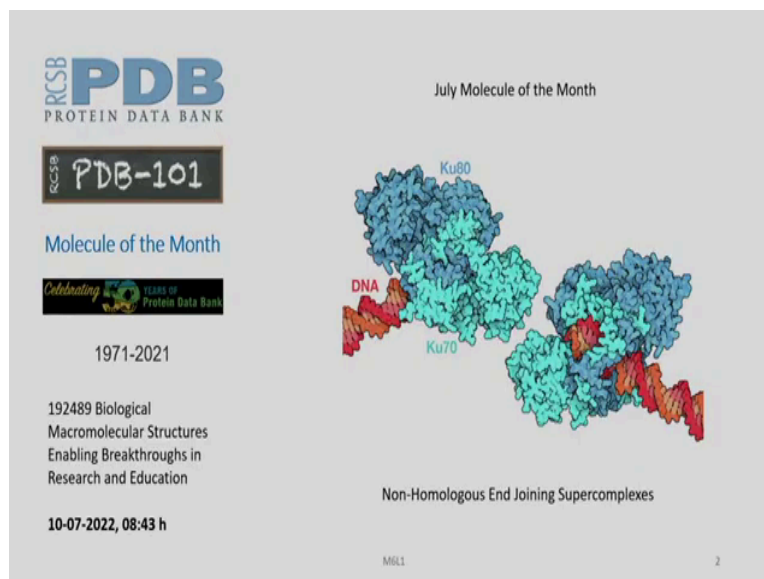 RCSB PDB
PROTEIN DATA BANK
RCSB PDB-101
Molecule of the Month
Celebrating 50 YEARS OF
Protein Data Bank
1971-2021
192489 Biological
Macromolecular Structures
Enabling Breakthroughs in
Research and Education
10-07-2022, 08:43 h
July Molecule of the Month
Ku80
DNA
Ku70
Non-Homologous End Joining Supercomplexes
M6L1
2